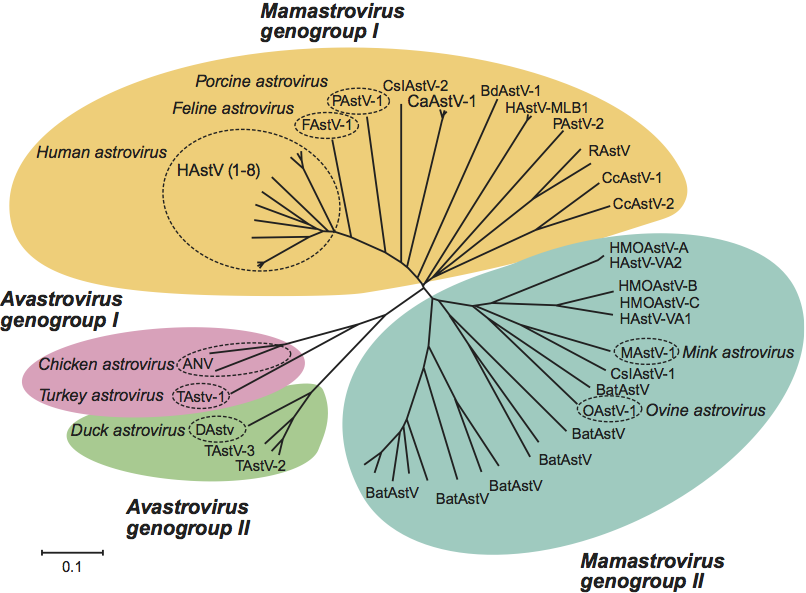 Mamastrovirus
genogroup I
Porcine astrovirus
PAstV-1
CslAstV-2
CaAstV-1
BdAstV-1
HAstV-MLB1
PAstV-2
Feline astrovirus
FAstV-1
Human astrovirus
HAstV (1-8)
RAstV
CcAstV-1
CcAstV-2
HMOAstV-A
HAstV-VA2
HMOAstV-B
HMOAstV-C
HAstV-VA1
Avastrovirus
genogroup I
Chicken astrovirus
ANV
Turkey astrovirus
TAstv-1
MAstV-1 Mink astrovirus
CslAstV-1
BatAstV
OAstV-1 Ovine astrovirus
BatAstV
Duck astrovirus
DAstv
TAstV-3
TAstV-2
BatAstV
BatAstV
BatAstV
BatAstV
Avastrovirus
genogroup II
0.1
Mamastrovirus
genogroup II